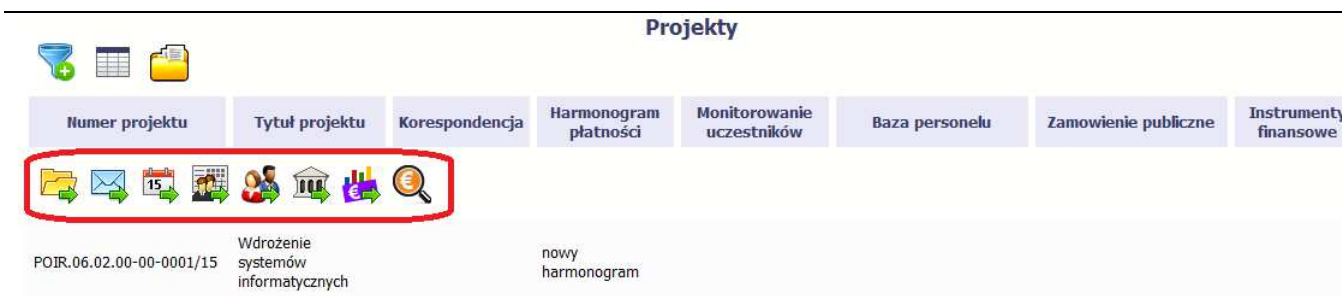 Projekty
Numer projektu
Tytuł projektu
Korespondencja
Harmonogram
płatności
Monitorowanie
uczestników
Baza personelu
Zamowienie publiczne
Instrumenty
finansowe
15
POIR.06.02.00-00-0001/15
Wdrożenie
systemów
informatycznych
nowy
harmonogram